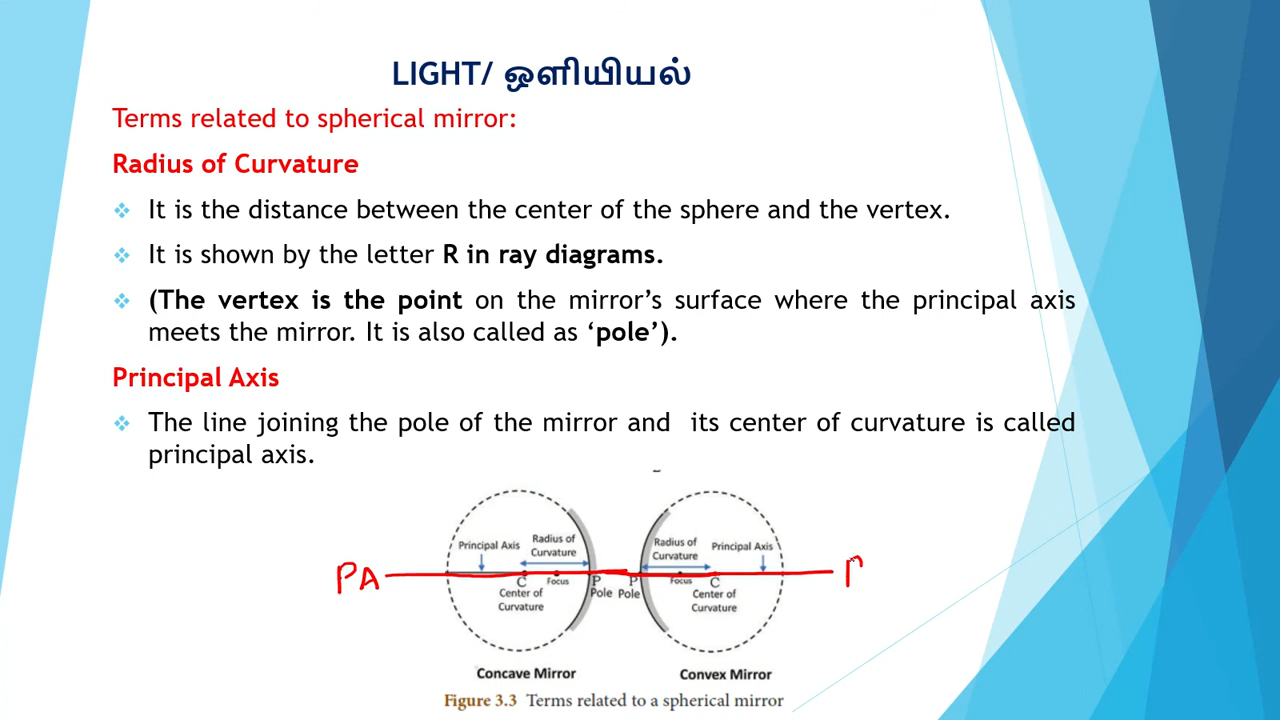 LIGHT/ ஒளியியல்
Terms related to spherical mirror:
Radius of Curvature
It is the distance between the center of the sphere and the vertex.
It is shown by the letter R in ray diagrams.
(The vertex is the point on the mirror's surface where the principal axis
meets the mirror. It is also called as ‘pole’).
Principal Axis
The line joining the pole of the mirror and its center of curvature is called
principal axis.
Principal Axis
Radius of
Curvature
Radius of
Curvature
Principal Axis
PA
C
Focus
P
P
Focus
C
Center of
Curvature
Pole
Pole
Center of
Curvature
Concave Mirror
Convex Mirror
Figure 3.3 Terms related to a spherical mirror